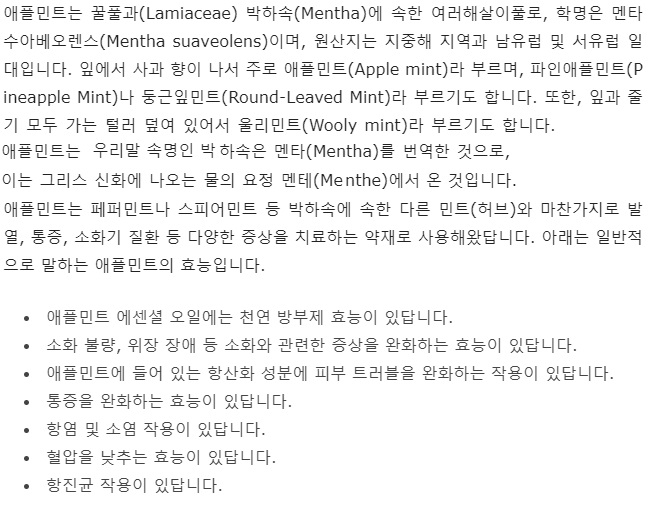 애플민트는 꿀풀과(Lamiaceae) 박하속(Mentha)에 속한 여러해살이풀로, 학명은 멘타
수아베오렌스(Mentha suaveolens)이며, 원산지는 지중해 지역과 남유럽 및 서유럽 일
대입니다. 잎에서 사과 향이 나서 주로 애플민트(Apple mint)라 부르며, 파인애플민트(P
ineapple Mint)나 둥근잎민트(Round-Leaved Mint)라 부르기도 합니다. 또한, 잎과 줄
기 모두 가는 털러 덮여 있어서 울리민트(Wooly mint)라 부르기도 합니다.
애플민트는 우리말 속명인 박하속은 멘타(Mentha)를 번역한 것으로,
이는 그리스 신화에 나오는 물의 요정 멘테(Menthe)에서 온 것입니다.
애플민트는 페퍼민트나 스피어민트 등 박하속에 속한 다른 민트(허브)와 마찬가지로 발
열, 통증, 소화기 질환 등 다양한 증상을 치료하는 약재로 사용해왔답니다. 아래는 일반적
으로 말하는 애플민트의 효능입니다.
• 애플민트 에센셜 오일에는 천연 방부제 효능이 있답니다.
• 소화 불량, 위장 장애 등 소화와 관련한 증상을 완화하는 효능이 있답니다.
• 애플민트에 들어 있는 항산화 성분에 피부 트러블을 완화하는 작용이 있답니다.
• 통증을 완화하는 효능이 있답니다.
• 항염 및 소염 작용이 있답니다.
• 혈압을 낮추는 효능이 있답니다.
• 항진균 작용이 있답니다.